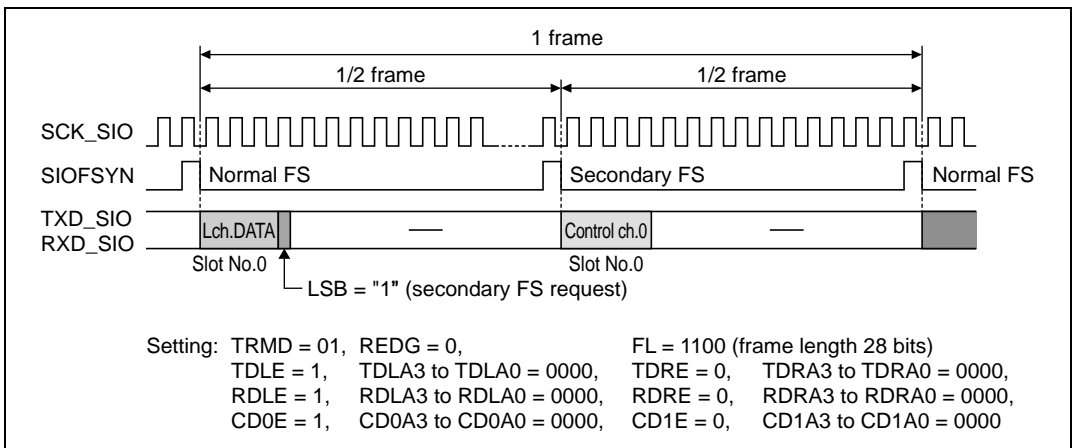 1 frame
1/2 frame 1/2 frame
SCK_SIO
SIOFSYN Normal FS Secondary FS Normal FS
TXD_SIO
RXD_SIO
Lch.DATA — Control ch.0 —
Slot No.0 Slot No.0
LSB = "1" (secondary FS request)
Setting: TRMD = 01, REDG = 0, FL = 1100 (frame length 28 bits)
TDLE = 1, TDLA3 to TDLA0 = 0000, TDRE = 0, TDRA3 to TDRA0 = 0000,
RDLE = 1, RDLA3 to RDLA0 = 0000, RDRE = 0, RDRA3 to RDRA0 = 0000,
CD0E = 1, CD0A3 to CD0A0 = 0000, CD1E = 0, CD1A3 to CD1A0 = 0000